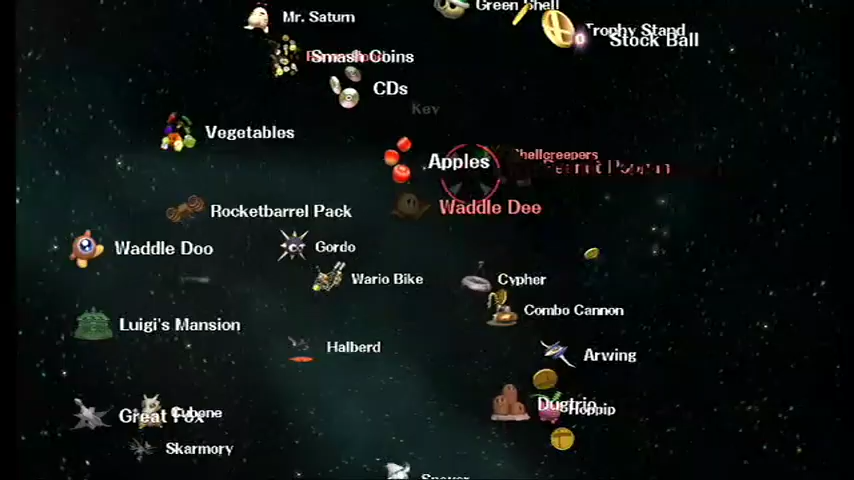 Green Shell
Mr. Saturn
Trophy Stand
Stock Ball
Smash Coins
CDs
Key
Vegetables
Apples
Shellcreepers
Waddle Dee
Rocketbarrel Pack
Waddle Doo
Gordo
Wario Bike
Cypher
Combo Cannon
Luigi's Mansion
Halberd
Arwing
Dugtrio
Hoppip
Great Fox
Cubone
Skarmory